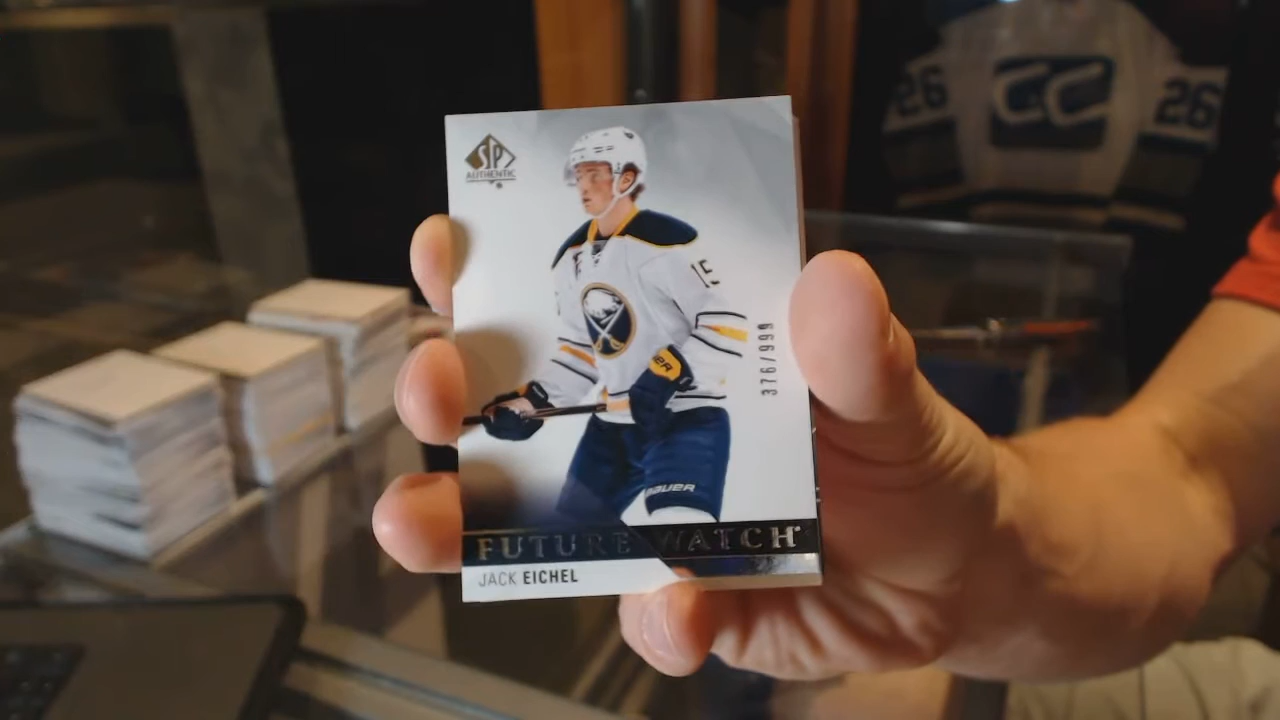 SP
AUTHENTIC
15
376/999
BAUER
FUTURE WATCH
JACK EICHEL
26
26